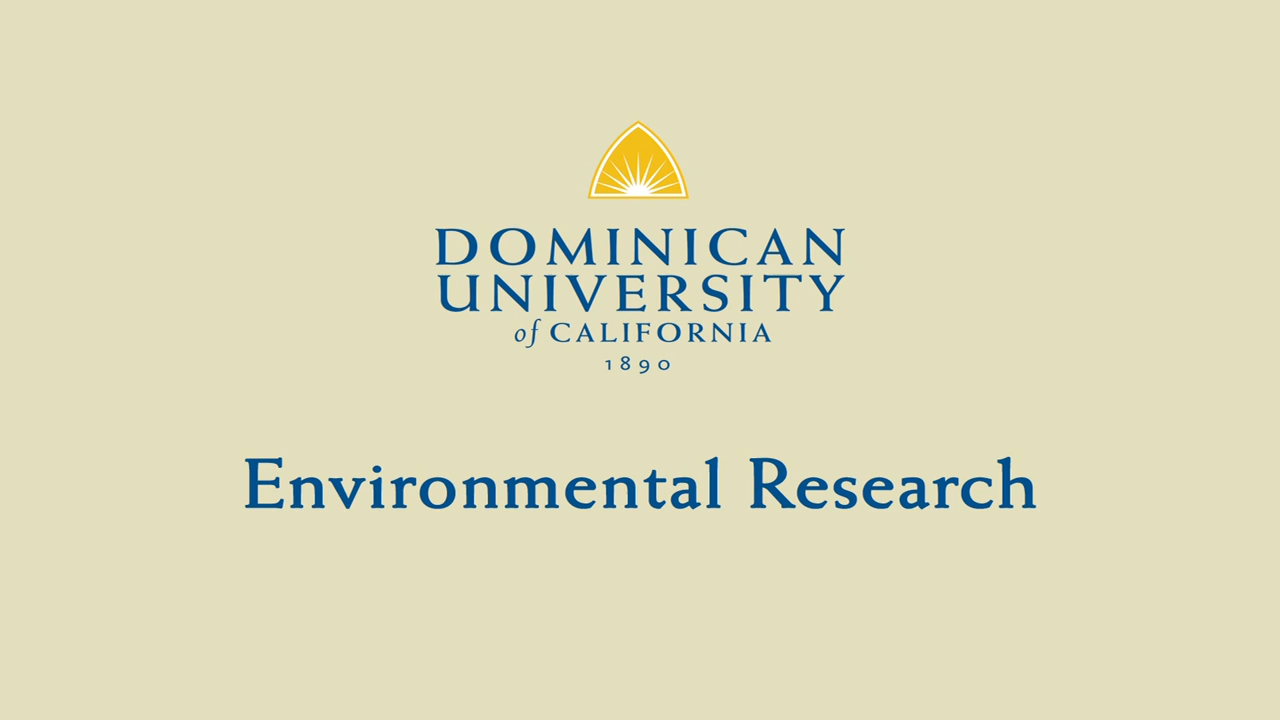 DOMINICAN
UNIVERSITY
of CALIFORNIA
1890
Environmental Research